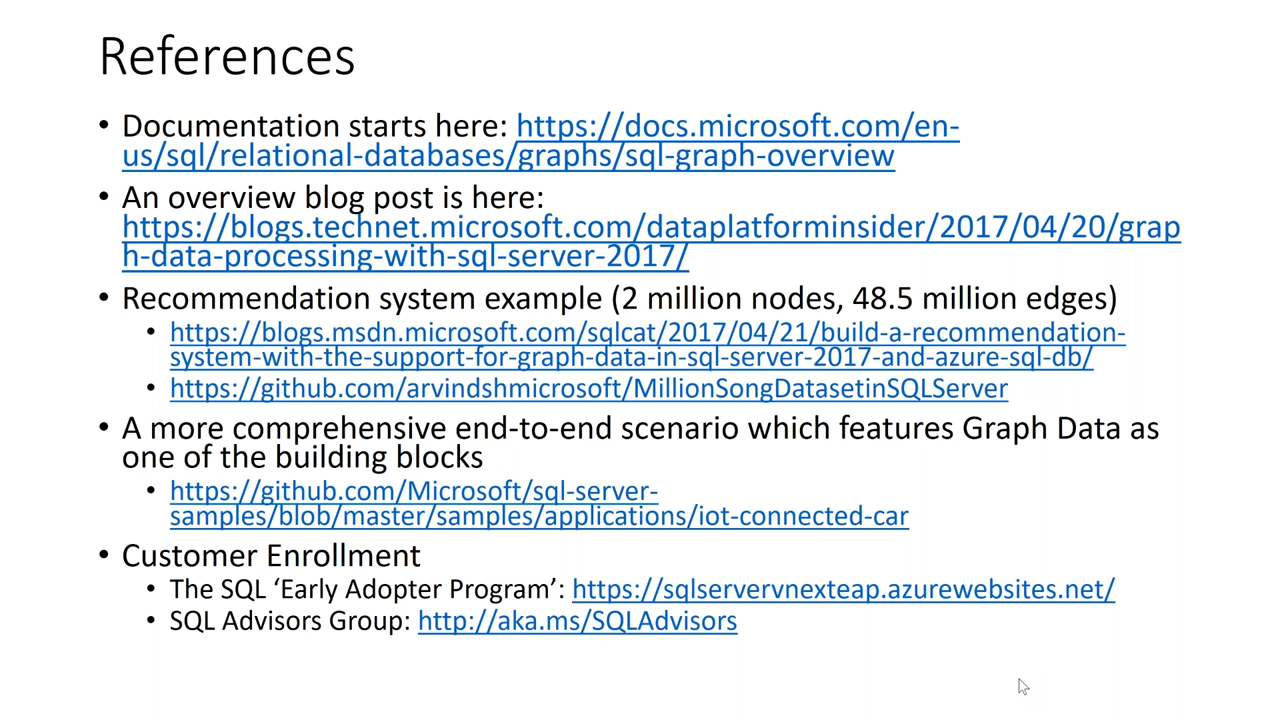 References
• Documentation starts here: https://docs.microsoft.com/en-
us/sql/relational-databases/graphs/sql-graph-overview
• An overview blog post is here:
https://blogs.technet.microsoft.com/dataplatforminsider/2017/04/20/grap
h-data-processing-with-sql-server-2017/
• Recommendation system example (2 million nodes, 48.5 million edges)
• https://blogs.msdn.microsoft.com/sqlcat/2017/04/21/build-a-recommendation-
system-with-the-support-for-graph-data-in-sql-server-2017-and-azure-sql-db/
• https://github.com/arvindshmicrosoft/MillionSongDatasetinSQLServer
• A more comprehensive end-to-end scenario which features Graph Data as
one of the building blocks
• https://github.com/Microsoft/sql-server-
samples/blob/master/samples/applications/iot-connected-car
• Customer Enrollment
• The SQL ‘Early Adopter Program’: https://sqlservervnexteap.azurewebsites.net/
• SQL Advisors Group: http://aka.ms/SQLAdvisors